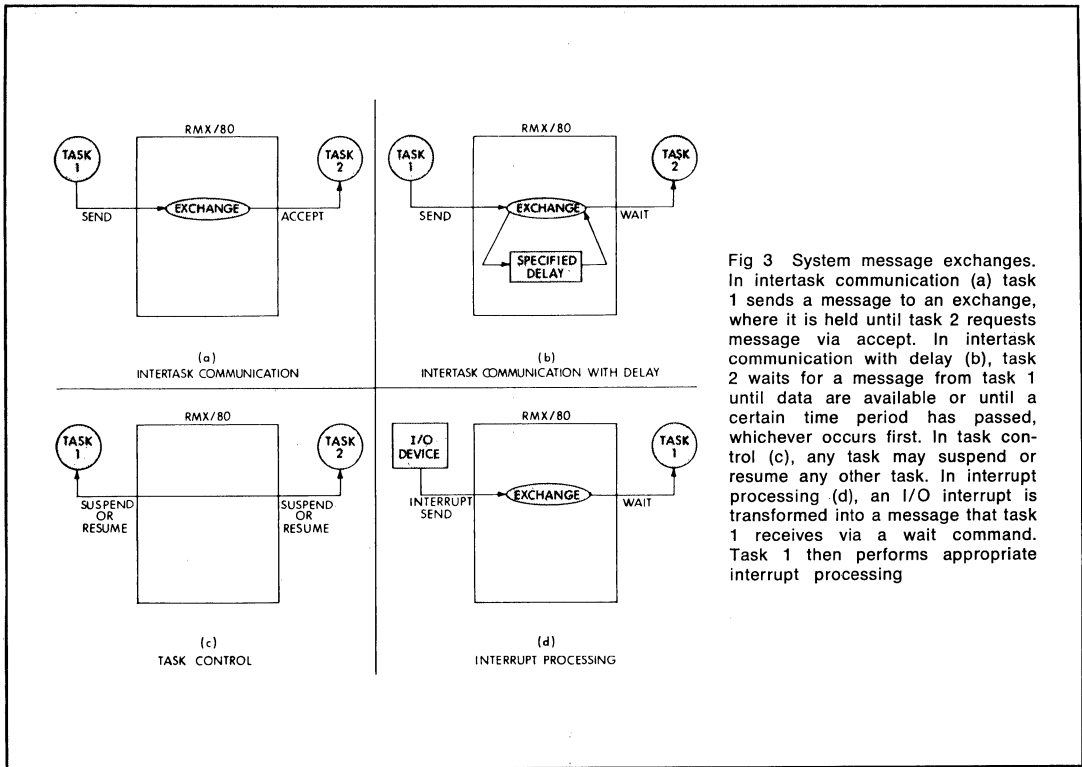 RMX/80
TASK
1
TASK
2
EXCHANGE
SEND
ACCEPT
(a)
INTERTASK COMMUNICATION
RMX/80
TASK
1
TASK
2
EXCHANGE
SEND
WAIT
SPECIFIED
DELAY
(b)
INTERTASK COMMUNICATION WITH DELAY
RMX/80
TASK
1
TASK
2
SUSPEND
OR
RESUME
SUSPEND
OR
RESUME
(c)
TASK CONTROL
RMX/80
I/O
DEVICE
TASK
1
INTERRUPT
SEND
EXCHANGE
WAIT
(d)
INTERRUPT PROCESSING
Fig 3 System message exchanges.
In intertask communication (a) task
1 sends a message to an exchange,
where it is held until task 2 requests
message via accept. In intertask
communication with delay (b), task
2 waits for a message from task 1
until data are available or until a
certain time period has passed,
whichever occurs first. In task con-
trol (c), any task may suspend or
resume any other task. In interrupt
processing (d), an I/O interrupt is
transformed into a message that task
1 receives via a wait command.
Task 1 then performs appropriate
interrupt processing